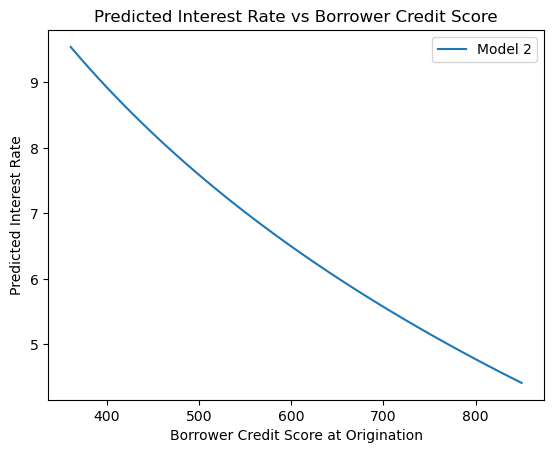 Predicted Interest Rate vs Borrower Credit Score
Model 2
Predicted Interest Rate
9
8
7
6
5
400 500 600 700 800
Borrower Credit Score at Origination